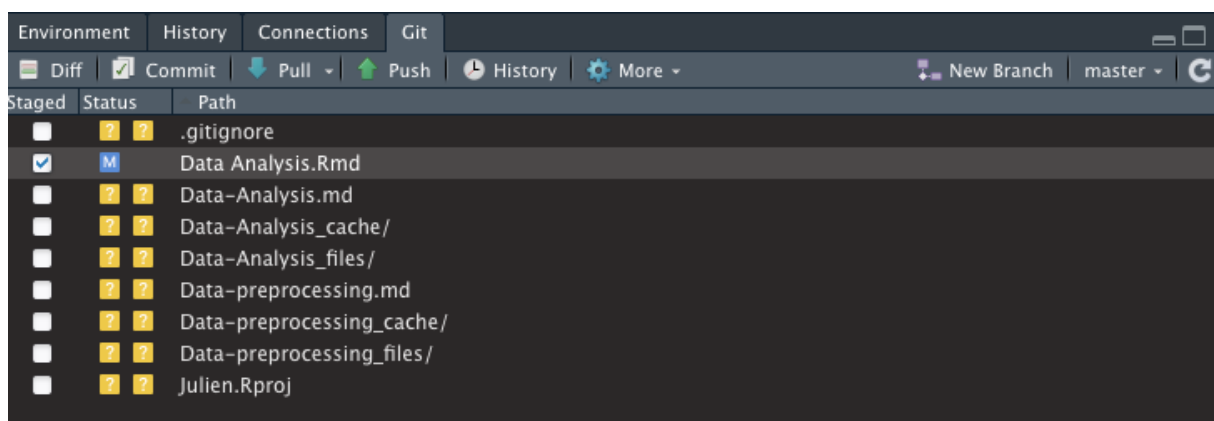 Environment History Connections Git
Diff Commit Pull Push History More New Branch master
Staged Status Path
? ? .gitignore
M Data Analysis.Rmd
? ? Data-Analysis.md
? ? Data-Analysis_cache/
? ? Data-Analysis_files/
? ? Data-preprocessing.md
? ? Data-preprocessing_cache/
? ? Data-preprocessing_files/
? ? Julien.Rproj